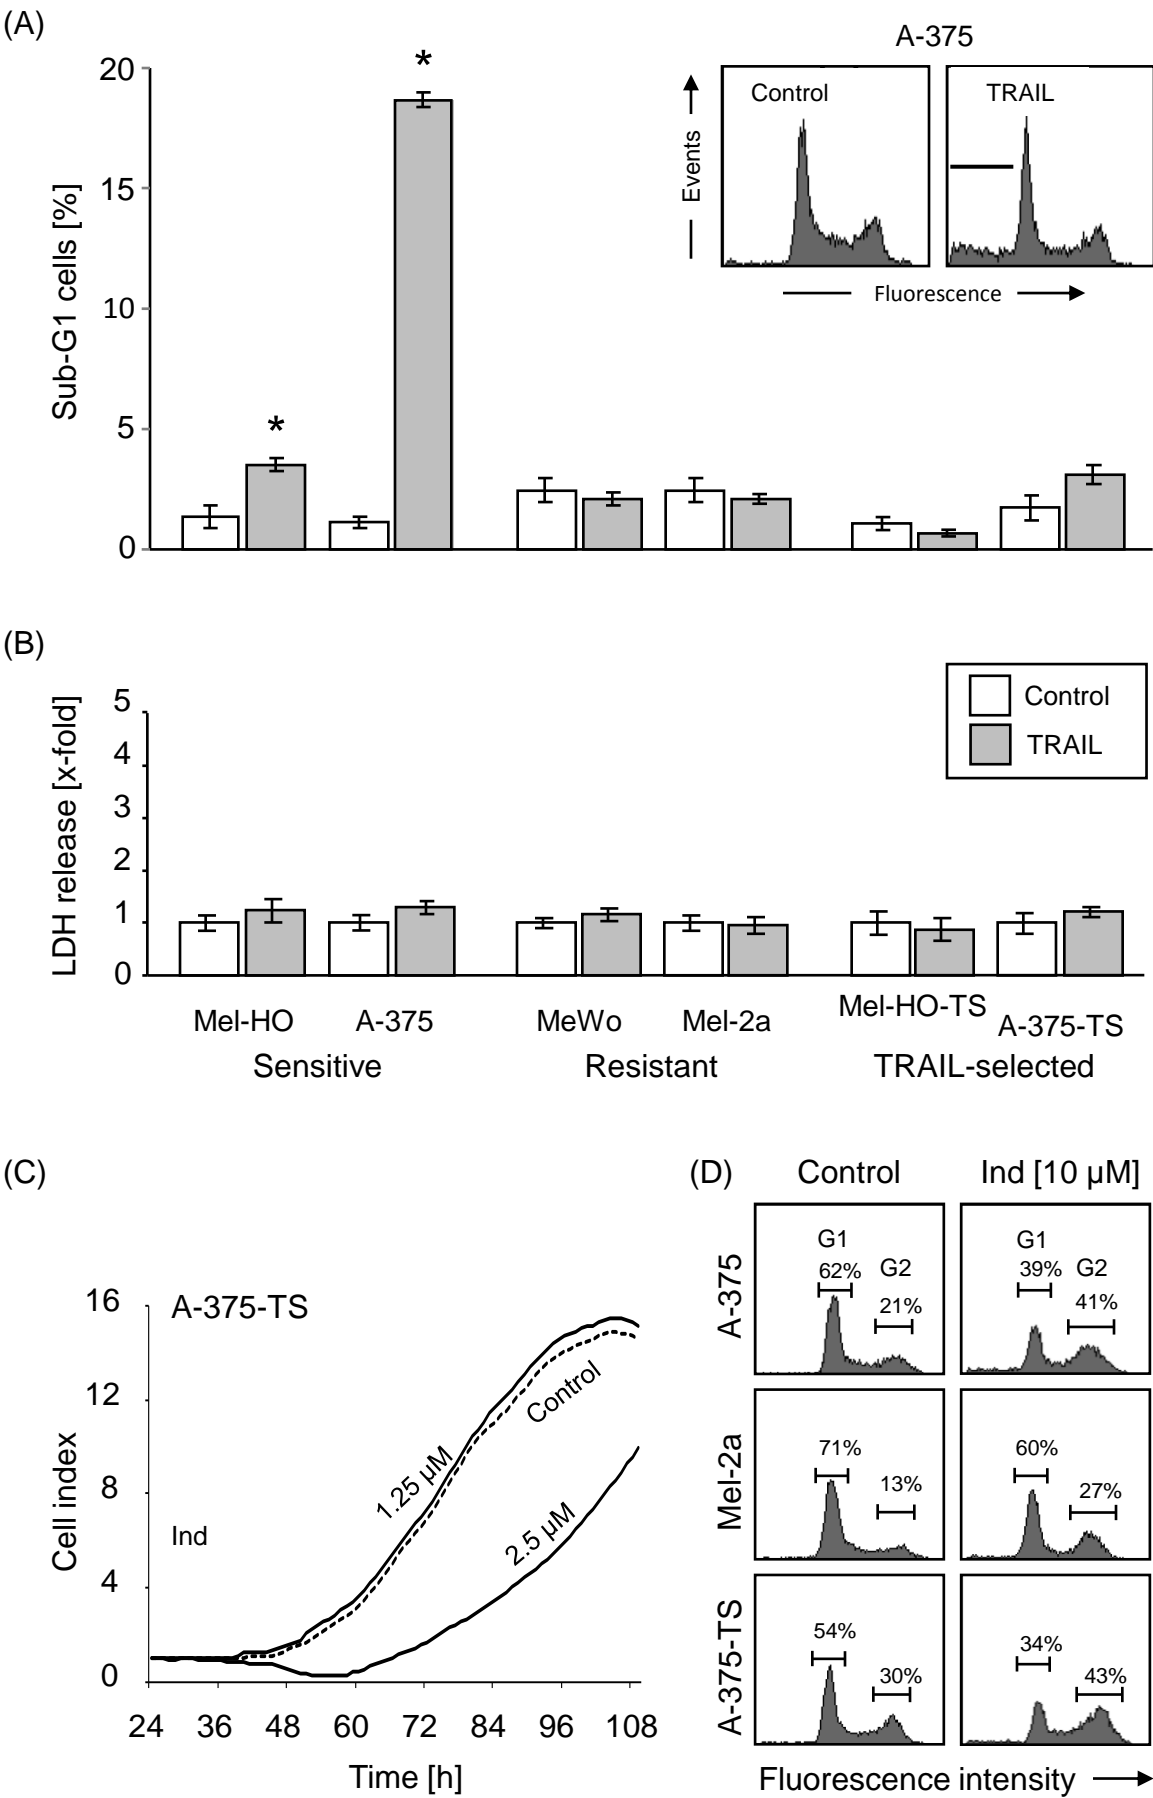 (A)
A-375
Control
TRAIL
Events
Fluorescence
Sub-G1 cells [%]
20
15
10
5
0
*
*
(B)
Control
TRAIL
LDH release [x-fold]
5
4
3
2
1
0
Mel-HO A-375 MeWo Mel-2a Mel-HO-TS A-375-TS
Sensitive Resistant TRAIL-selected
(C)
A-375-TS
Cell index
16
12
8
4
0
Ind
1.25 µM
Control
2.5 µM
24 36 48 60 72 84 96 108
Time [h]
(D) Control Ind [10 µM]
A-375
G1
62%
G2
21%
G1
39%
G2
41%
Mel-2a
71%
13%
60%
27%
A-375-TS
54%
30%
34%
43%
Fluorescence intensity